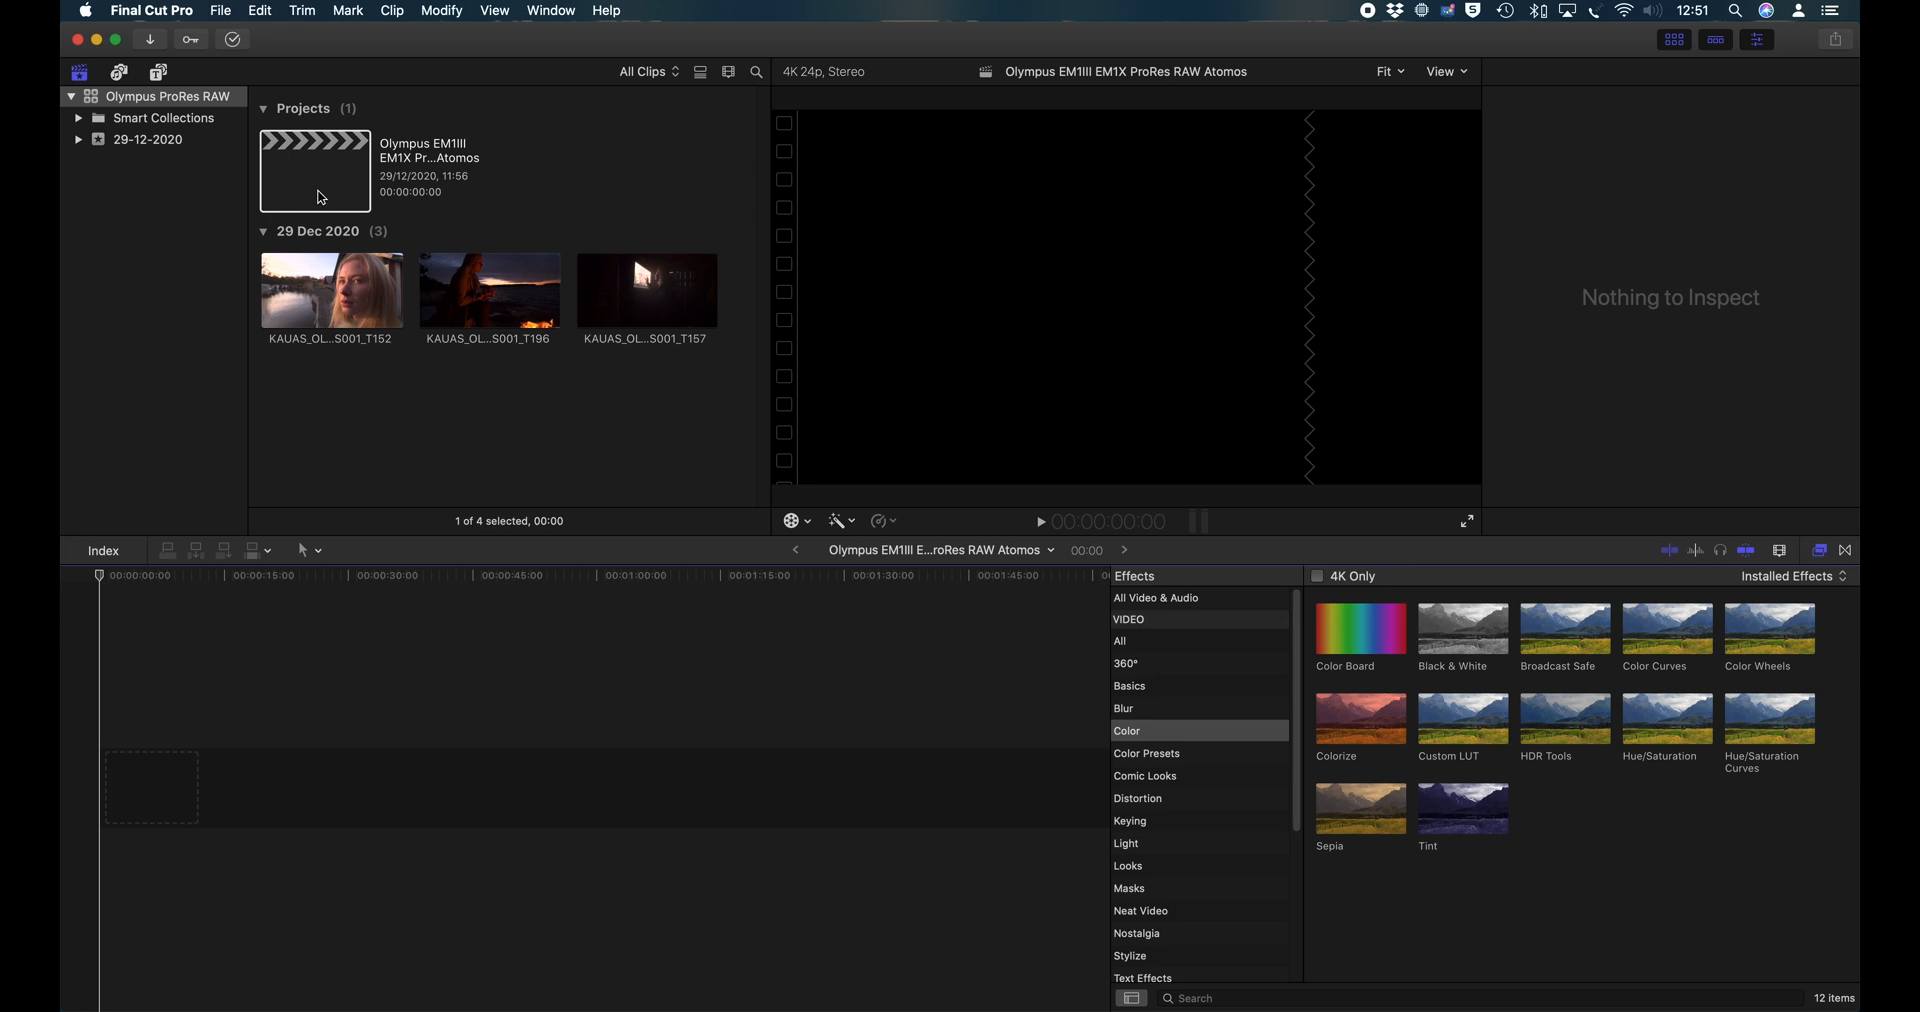 Final Cut Pro File Edit Trim Mark Clip Modify View Window Help 12:51
All Clips 4K 24p, Stereo Olympus EM1III EM1X ProRes RAW Atomos Fit View
Olympus ProRes RAW
Smart Collections
29-12-2020
Projects (1)
Olympus EM1III
EM1X Pr...Atomos
29/12/2020, 11:56
00:00:00:00
29 Dec 2020 (3)
KAUAS_OL...S001_T152 KAUAS_OL...S001_T196 KAUAS_OL...S001_T157
Nothing to Inspect
1 of 4 selected, 00:00
00:00:00:00
Index Olympus EM1III E...roRes RAW Atomos 00:00
00:00:00:00 00:00:15:00 00:00:30:00 00:00:45:00 00:01:00:00 00:01:15:00 00:01:30:00 00:01:45:00
Effects
All Video & Audio
VIDEO
All
360°
Basics
Blur
Color
Color Presets
Comic Looks
Distortion
Keying
Light
Looks
Masks
Neat Video
Nostalgia
Stylize
Text Effects
4K Only Installed Effects
Color Board Black & White Broadcast Safe Color Curves Color Wheels
Colorize Custom LUT HDR Tools Hue/Saturation Hue/Saturation
Curves
Sepia Tint
Search 12 items